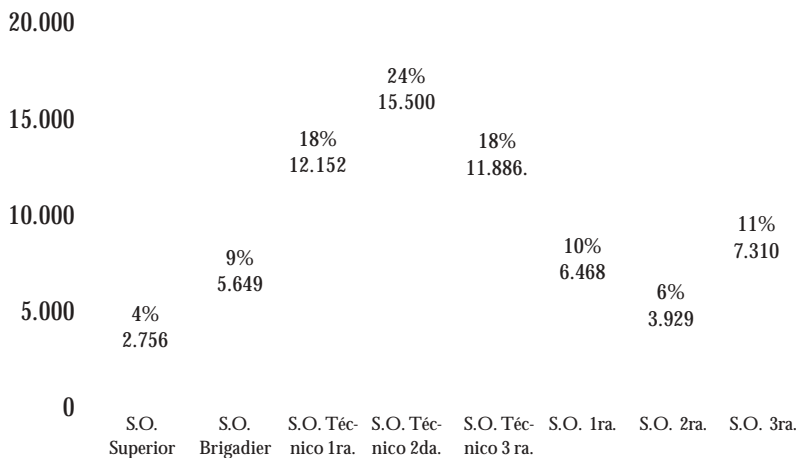 20.000
24%
15.500
15.000
18%
12.152
18%
11.886.
10.000
11%
7.310
10%
6.468
9%
5.649
6%
3.929
5.000
4%
2.756
0
S.O. Superior
S.O. Brigadier
S.O. Téc-
nico 1ra.
S.O. Téc-
nico 2da.
S.O. Téc-
nico 3 ra.
S.O. 1ra.
S.O. 2ra.
S.O. 3ra.